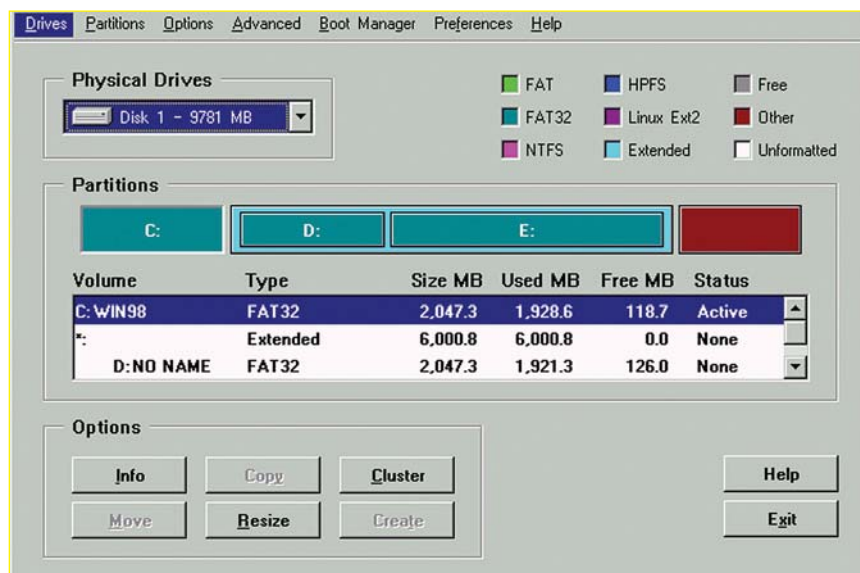 Drives Partitions Options Advanced Boot Manager Preferences Help
Physical Drives
Disk 1 - 9781 MB
FAT HPFS Free
FAT32 Linux Ext2 Other
NTFS Extended Unformatted
Partitions
C: D: E:
Volume Type Size MB Used MB Free MB Status
C: WIN98 FAT32 2,047.3 1,928.6 118.7 Active
*: Extended 6,000.8 6,000.8 0.0 None
D:NO NAME FAT32 2,047.3 1,921.3 126.0 None
Options
Info Copy Cluster Help
Move Resize Create Exit